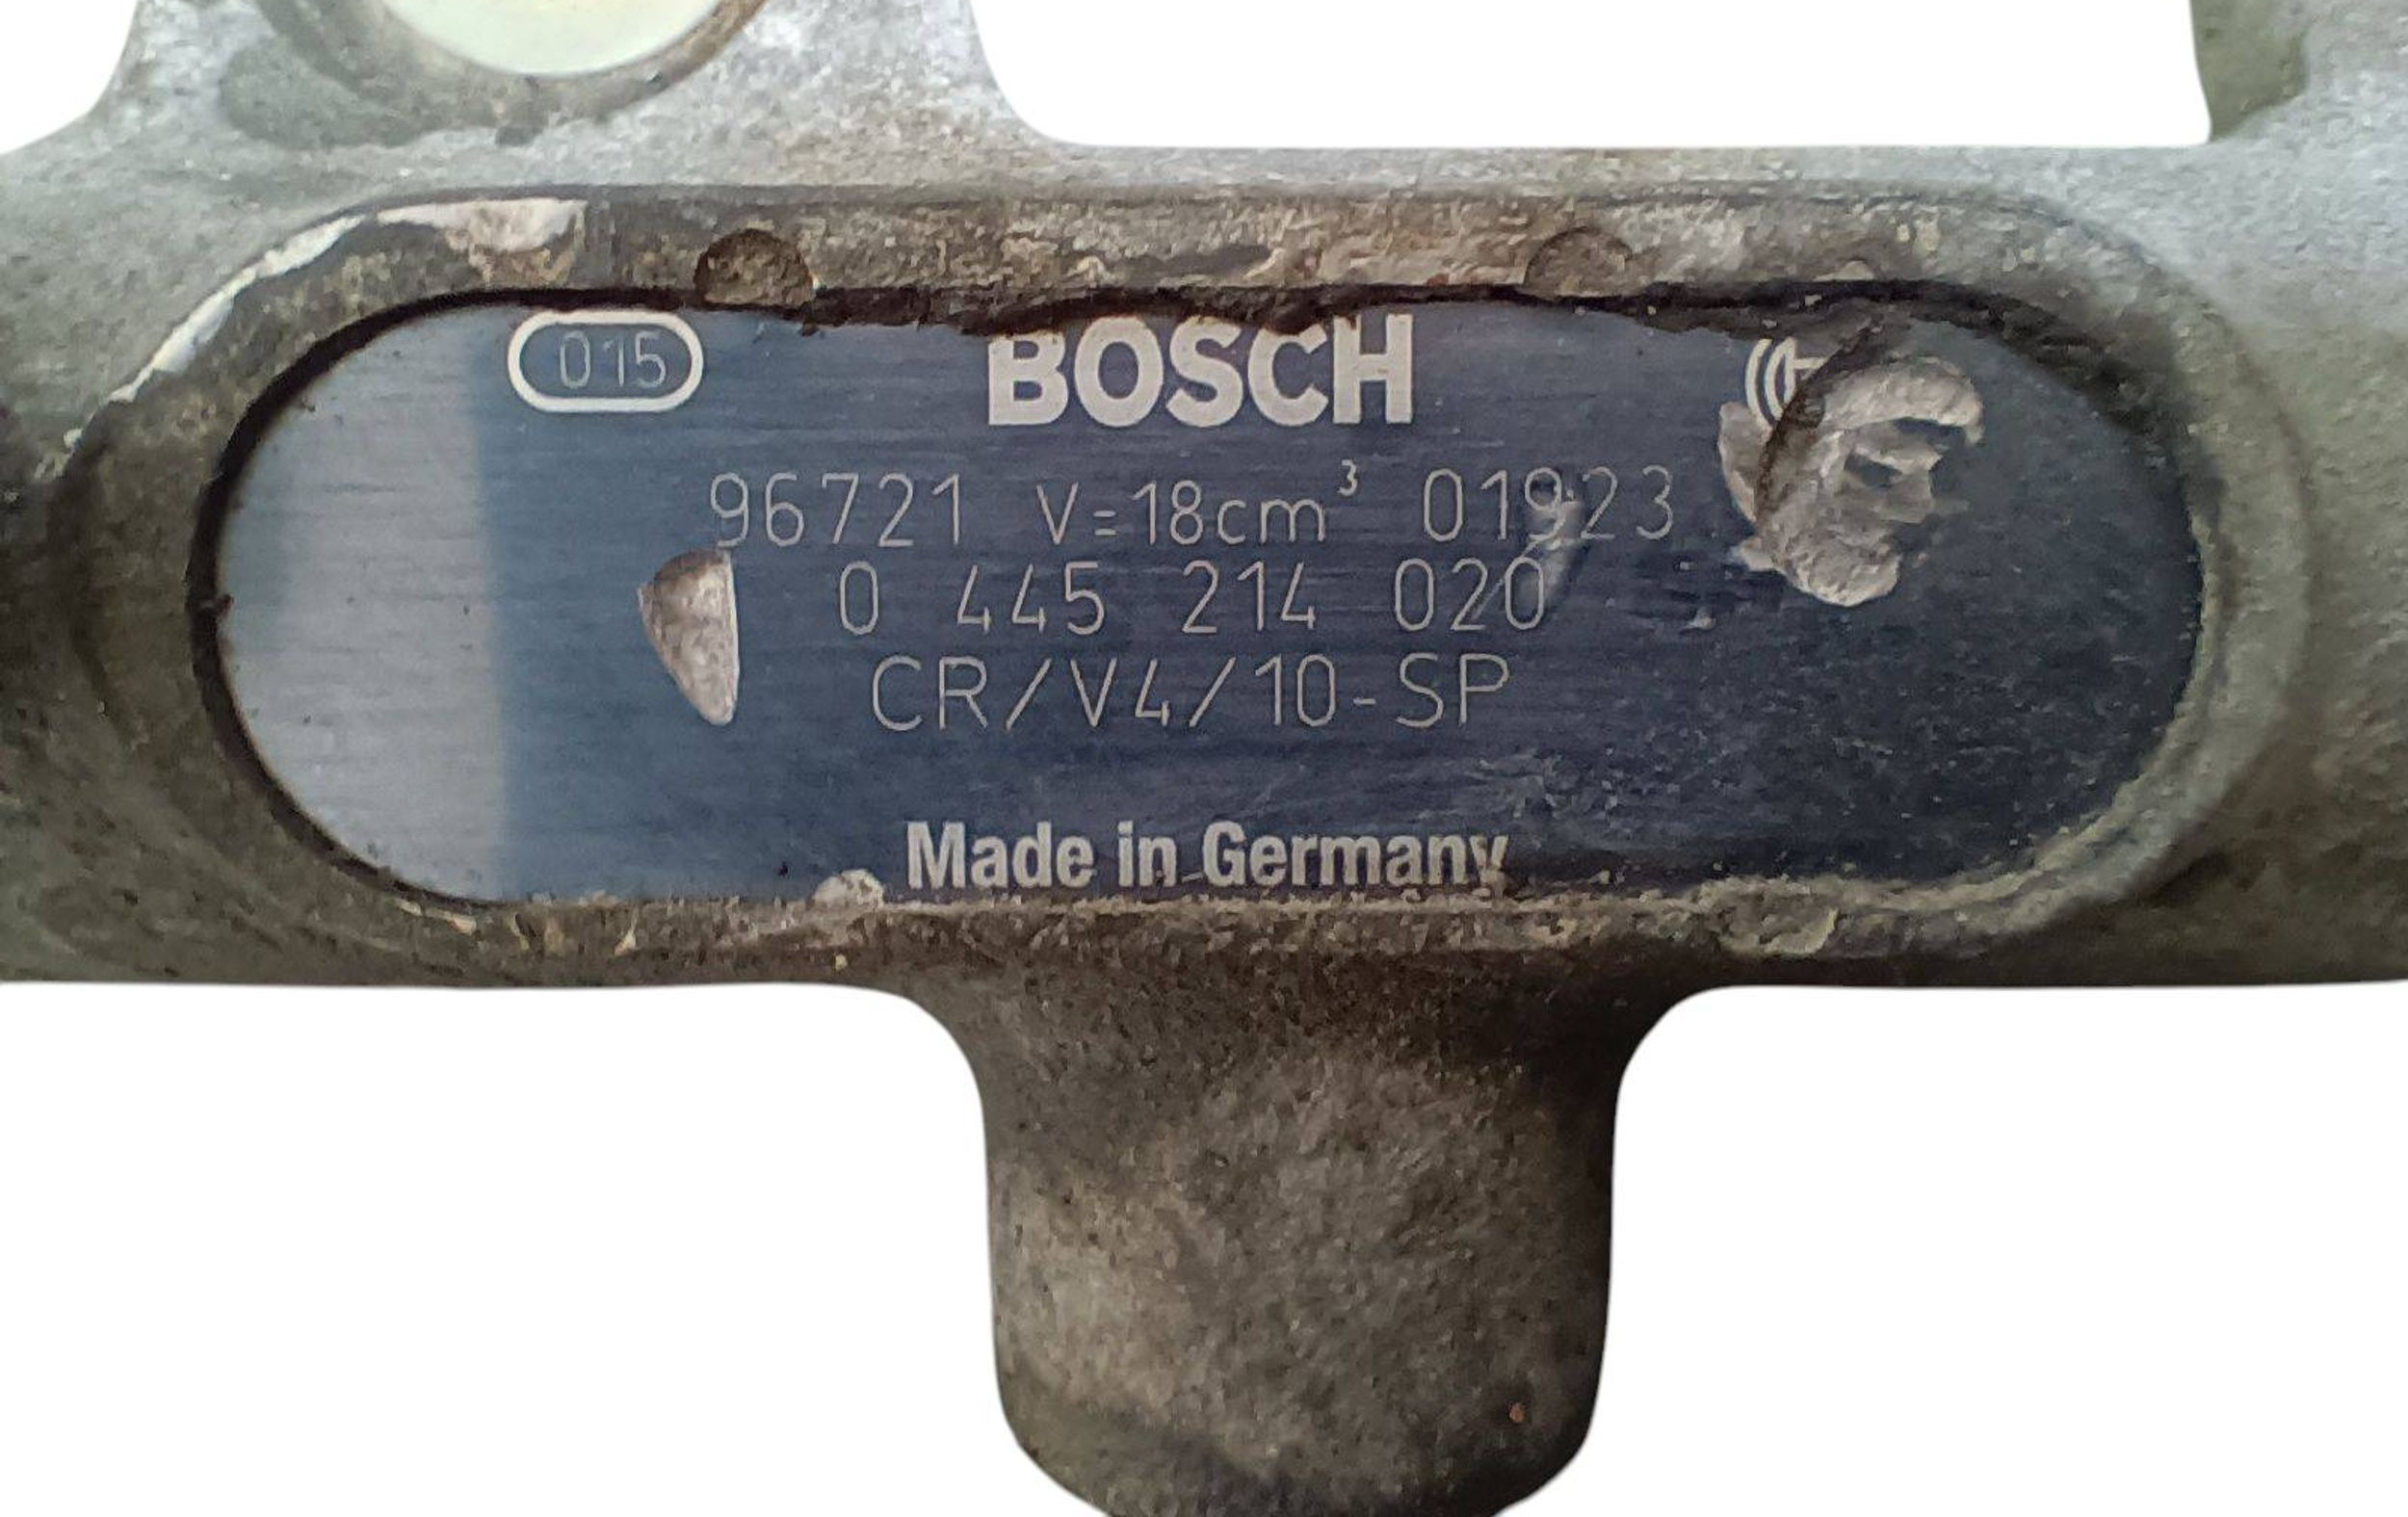 015 BOSCH
96721 V=18cm³ 01923
0 445 214 020
CR/V4/10-SP
Made in Germany